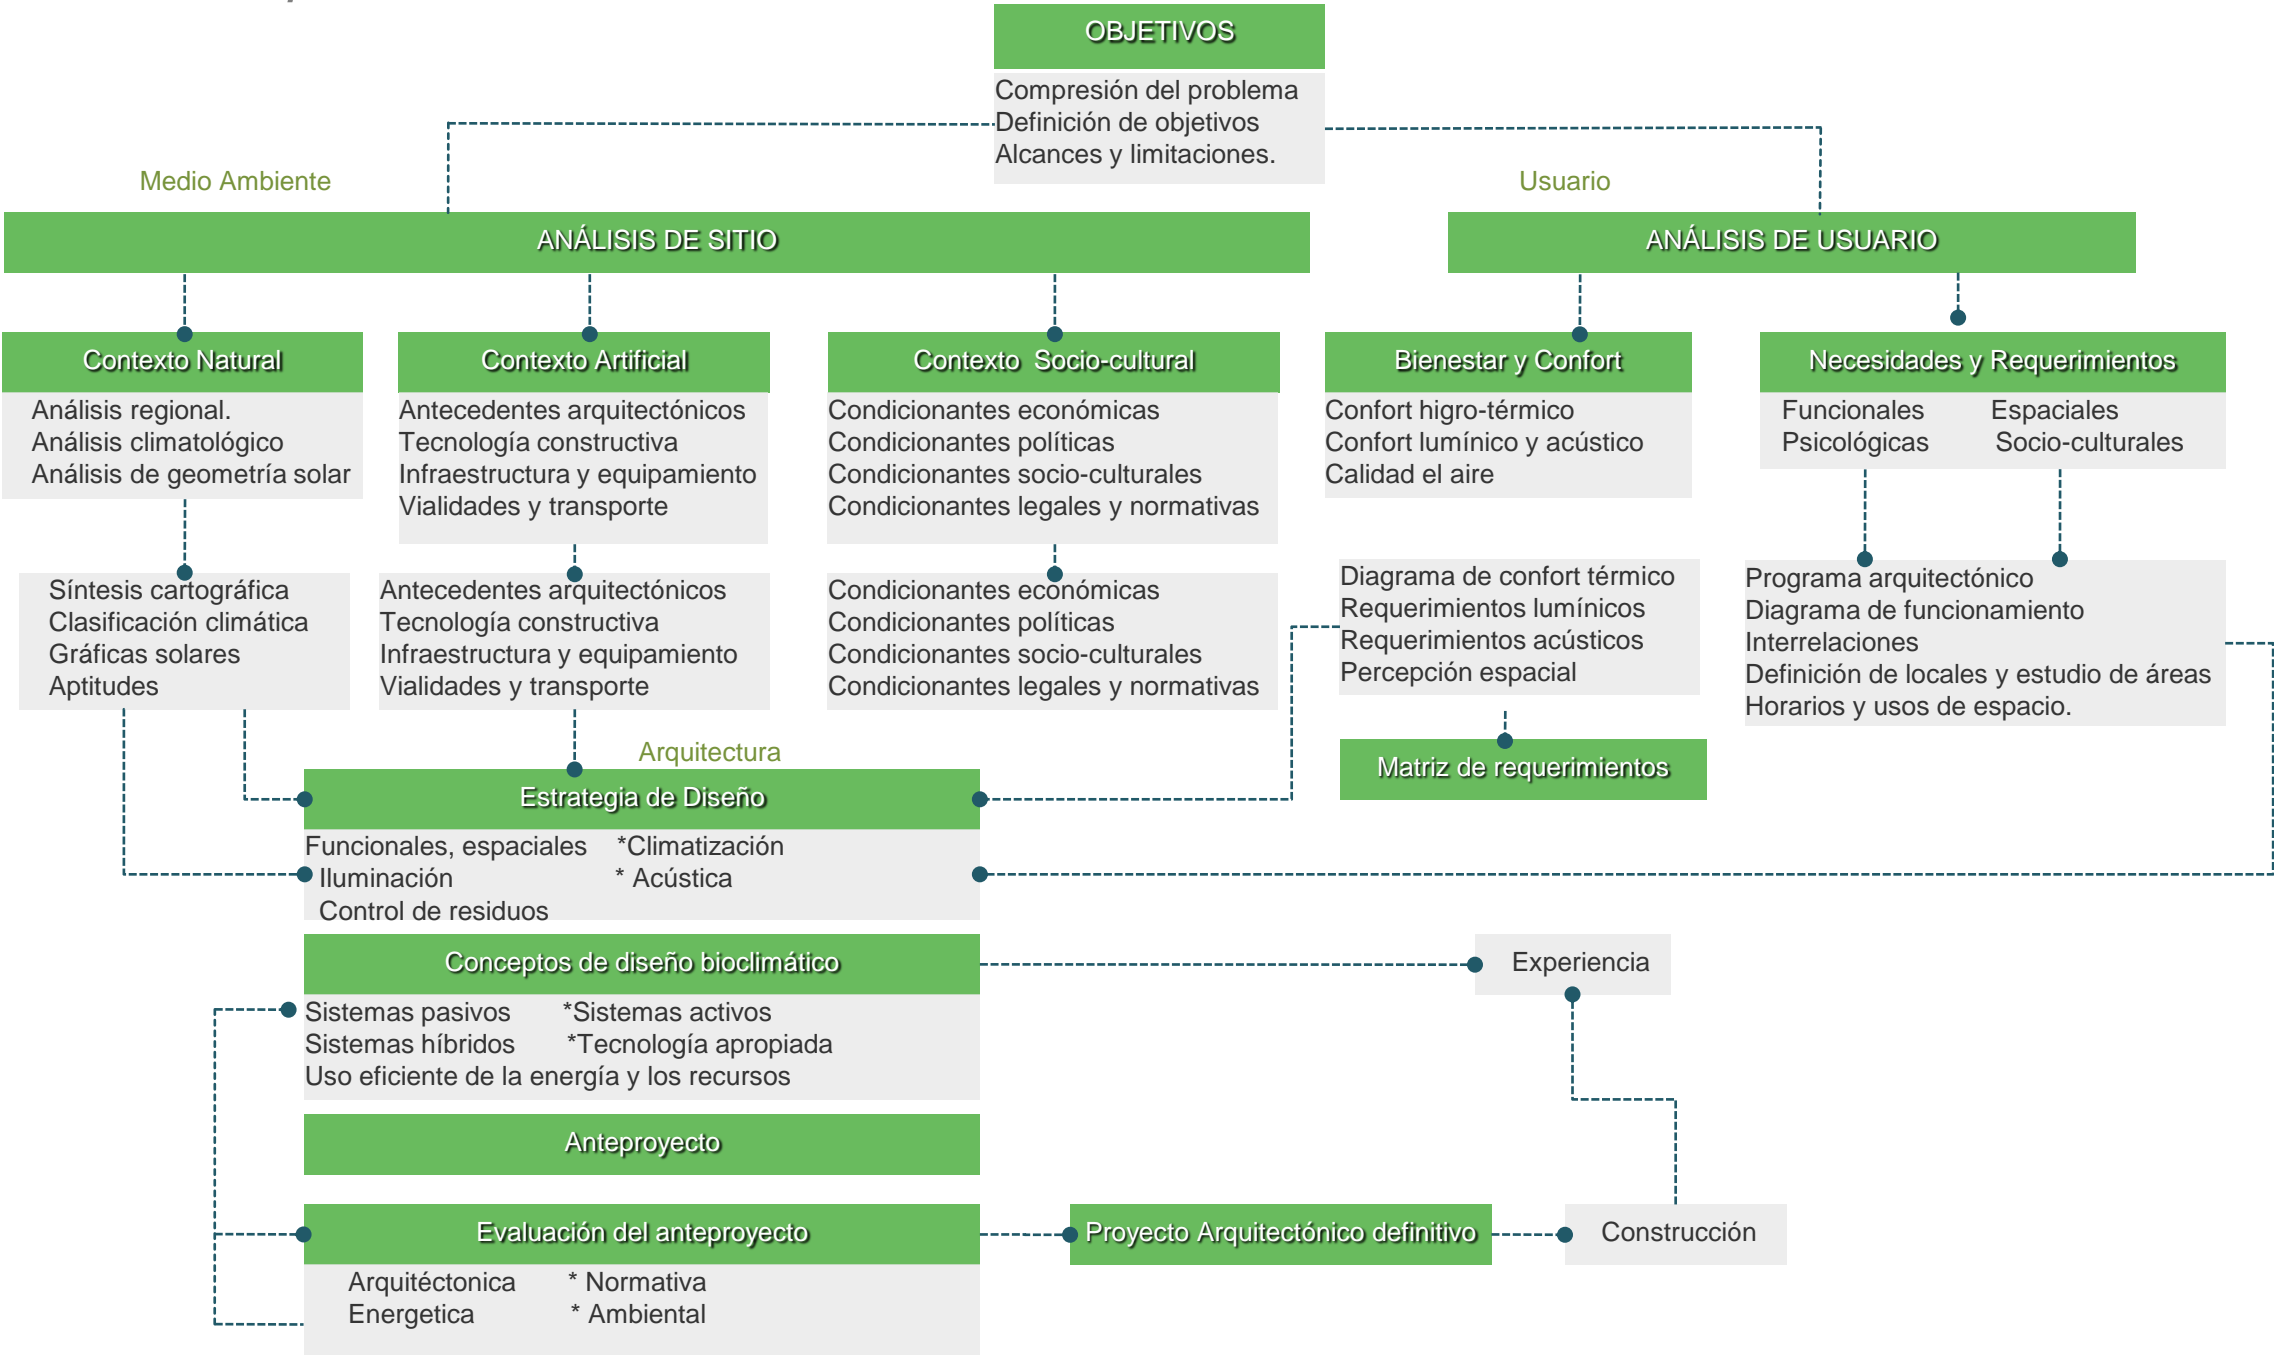 OBJETIVOS
Compresión del problema
Definición de objetivos
Alcances y limitaciones.
Medio Ambiente
Usuario
ANÁLISIS DE SITIO
ANÁLISIS DE USUARIO
Contexto Natural
Análisis regional.
Análisis climatológico
Análisis de geometría solar
Contexto Artificial
Antecedentes arquitectónicos
Tecnología constructiva
Infraestructura y equipamiento
Vialidades y transporte
Contexto Socio-cultural
Condicionantes económicas
Condicionantes políticas
Condicionantes socio-culturales
Condicionantes legales y normativas
Bienestar y Confort
Confort higro-térmico
Confort lumínico y acústico
Calidad el aire
Necesidades y Requerimientos
Funcionales Espaciales
Psicológicas Socio-culturales
Síntesis cartográfica
Clasificación climática
Gráficas solares
Aptitudes
Antecedentes arquitectónicos
Tecnología constructiva
Infraestructura y equipamiento
Vialidades y transporte
Condicionantes económicas
Condicionantes políticas
Condicionantes socio-culturales
Condicionantes legales y normativas
Diagrama de confort térmico
Requerimientos lumínicos
Requerimientos acústicos
Percepción espacial
Programa arquitectónico
Diagrama de funcionamiento
Interrelaciones
Definición de locales y estudio de áreas
Horarios y usos de espacio.
Matriz de requerimientos
Arquitectura
Estrategia de Diseño
Funcionales, espaciales *Climatización
Iluminación * Acústica
Control de residuos
Conceptos de diseño bioclimático
Experiencia
Sistemas pasivos *Sistemas activos
Sistemas híbridos *Tecnología apropiada
Uso eficiente de la energía y los recursos
Anteproyecto
Evaluación del anteproyecto
Proyecto Arquitectónico definitivo
Construcción
Arquitéctonica * Normativa
Energetica * Ambiental